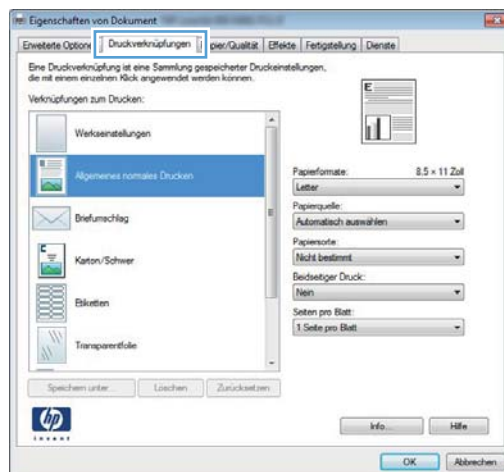 Eigenschaften von Dokument
Erweiterte Optionen
Druckverknüpfungen
Papier/Qualität
Effekte
Fertigstellung
Dienste
Eine Druckverknüpfung ist eine Sammlung gespeicherter Druckeinstellungen,
die mit einem einzelnen Klick angewendet werden können.
Verknüpfungen zum Drucken:
Werkseinstellungen
Allgemeines normales Drucken
Briefumschlag
Karton/Schwer
Etiketten
Transparentfolie
E
Papierformate: 8.5 × 11 Zoll
Letter
Papierquelle:
Automatisch auswählen
Papiersorte:
Nicht bestimmt
Beidseitiger Druck:
Nein
Seiten pro Blatt:
1 Seite pro Blatt
Speichern unter...
Löschen
Zurücksetzen
hp
invent
Info...
Hilfe
OK
Abbrechen